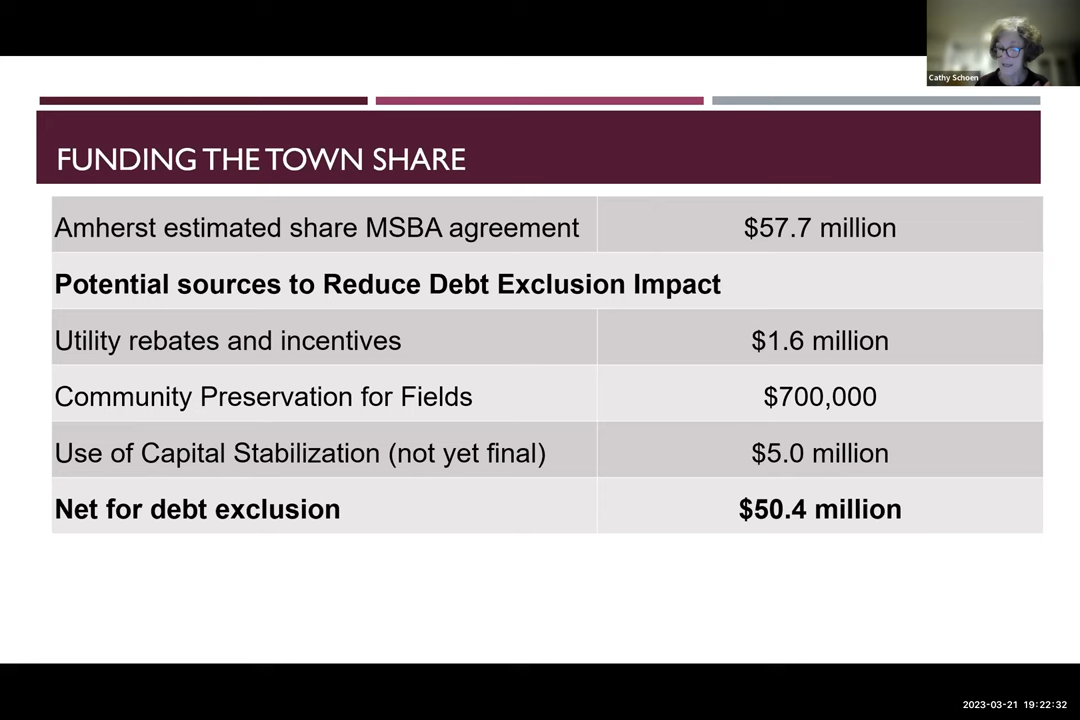 Cathy Schoen
FUNDING THE TOWN SHARE
Amherst estimated share MSBA agreement $57.7 million
Potential sources to Reduce Debt Exclusion Impact
Utility rebates and incentives $1.6 million
Community Preservation for Fields $700,000
Use of Capital Stabilization (not yet final) $5.0 million
Net for debt exclusion $50.4 million
2023-03-21 19:22:32